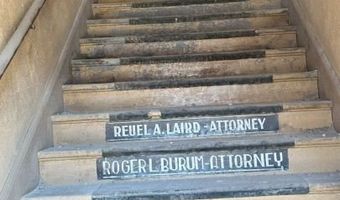 REUEL A. LAIRD - ATTORNEY
ROGER L. BURUM - ATTORNEY